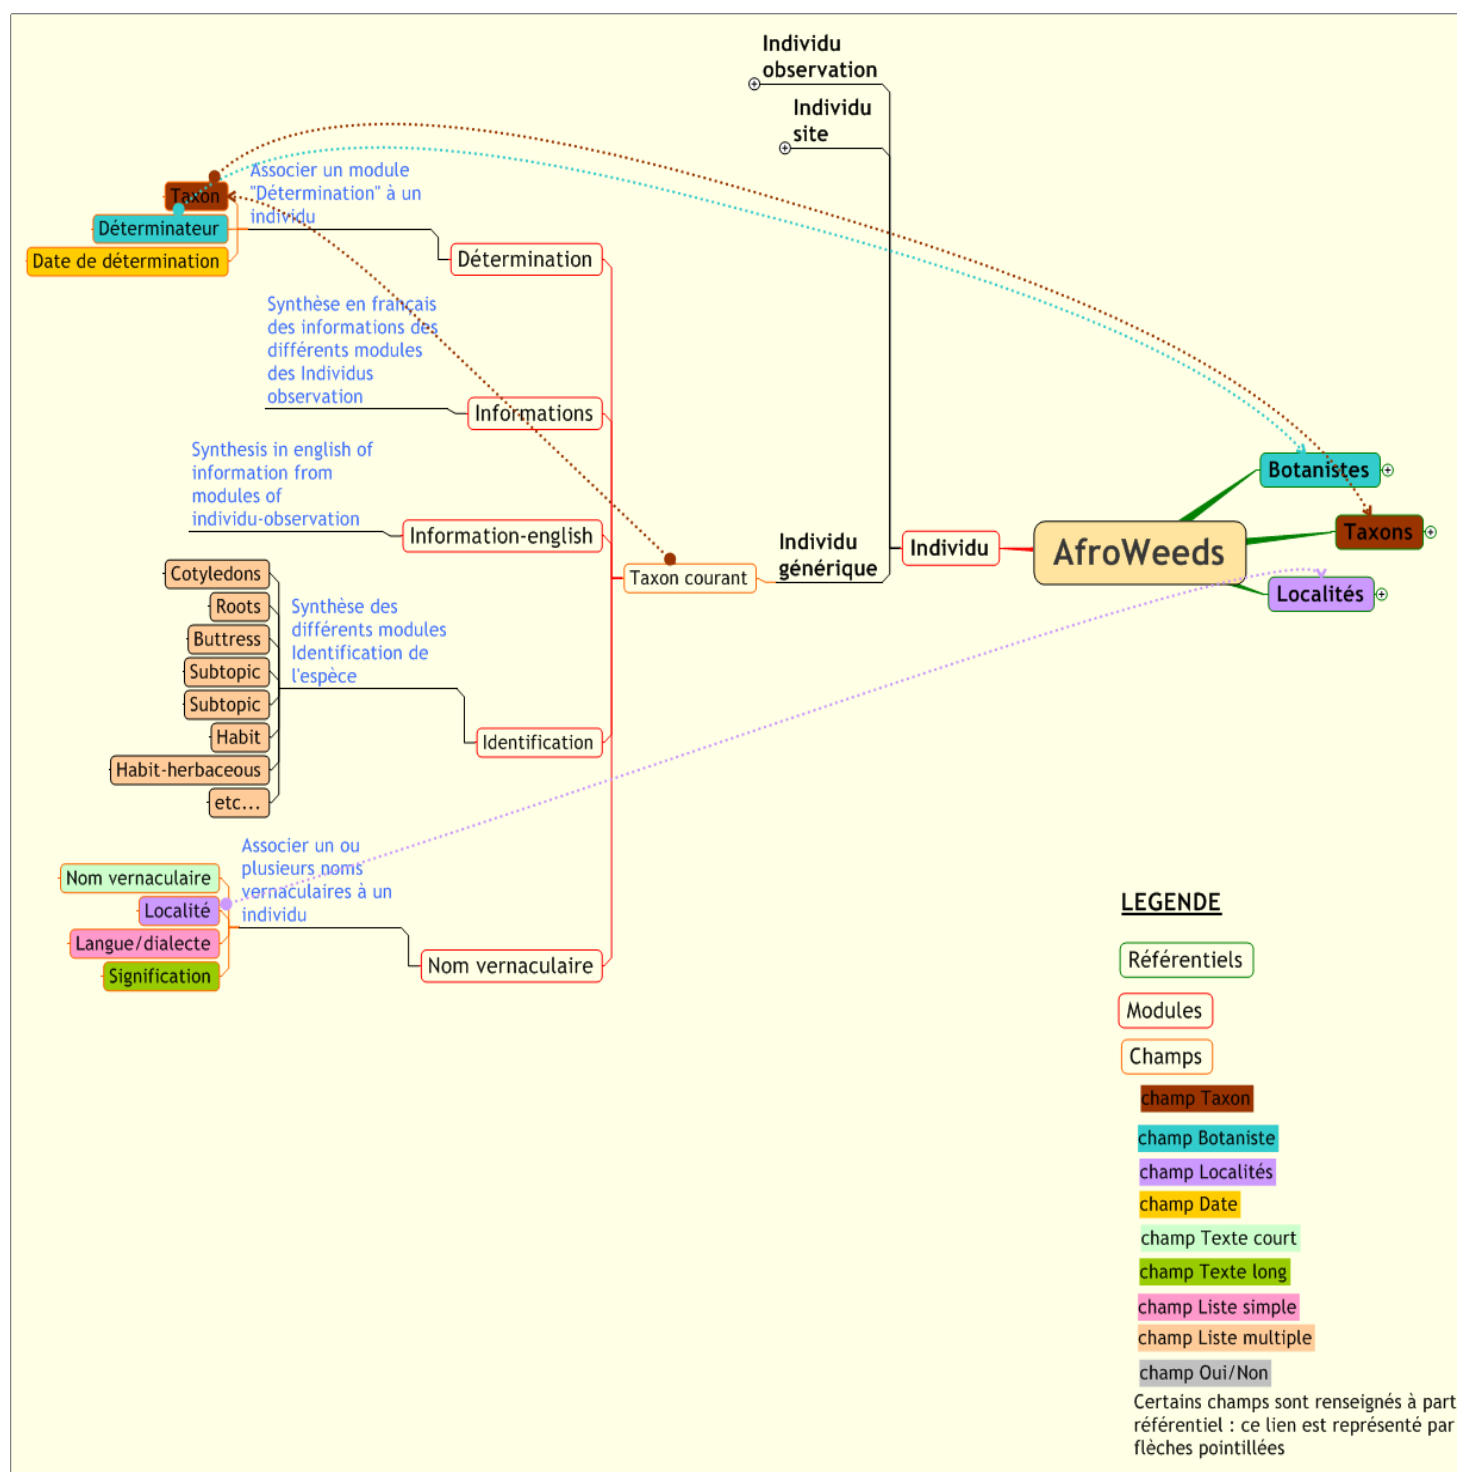 Individu
observation
Individu
site
Associer un module
"Détermination" à un
individu
Taxon
Déterminateur
Date de détermination
Détermination
Synthèse en français
des informations des
différents modules
des Individus
observation
Informations
Synthesis in english of
information from
modules of
individu-observation
Information-english
Botanistes
Taxons
Localités
AfroWeeds
Individu
Individu
générique
Taxon courant
Cotyledons
Roots
Buttress
Subtopic
Subtopic
Habit
Habit-herbaceous
etc...
Synthèse des
différents modules
Identification de
l'espèce
Identification
Associer un ou
plusieurs noms
vernaculaires à un
individu
Nom vernaculaire
Localité
Langue/dialecte
Signification
Nom vernaculaire
LEGENDE
Référentiels
Modules
Champs
champ Taxon
champ Botaniste
champ Localités
champ Date
champ Texte court
champ Texte long
champ Liste simple
champ Liste multiple
champ Oui/Non
Certains champs sont renseignés à part
référentiel : ce lien est représenté par
flèches pointillées